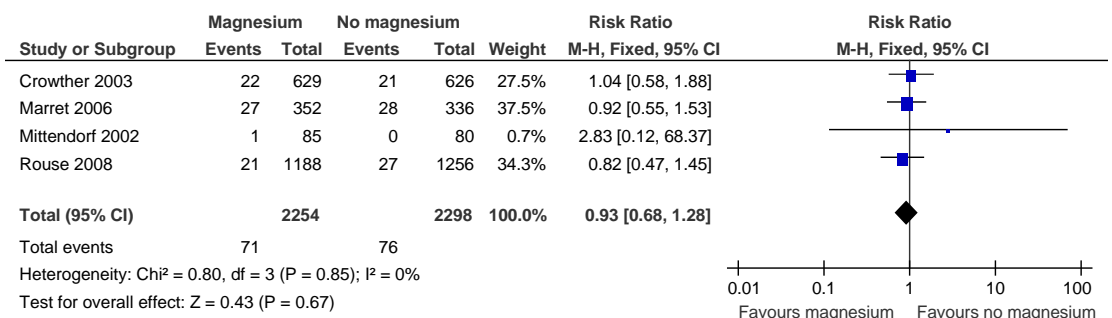 Magnesium No magnesium Risk Ratio Risk Ratio
Study or Subgroup Events Total Events Total Weight M-H, Fixed, 95% CI M-H, Fixed, 95% CI
Crowther 2003 22 629 21 626 27.5% 1.04 [0.58, 1.88]
Marret 2006 27 352 28 336 37.5% 0.92 [0.55, 1.53]
Mittendorf 2002 1 85 0 80 0.7% 2.83 [0.12, 68.37]
Rouse 2008 21 1188 27 1256 34.3% 0.82 [0.47, 1.45]
Total (95% CI) 2254 2298 100.0% 0.93 [0.68, 1.28]
Total events 71 76
Heterogeneity: Chi² = 0.80, df = 3 (P = 0.85); I² = 0%
Test for overall effect: Z = 0.43 (P = 0.67)
0.01 0.1 1 10 100
Favours magnesium Favours no magnesium